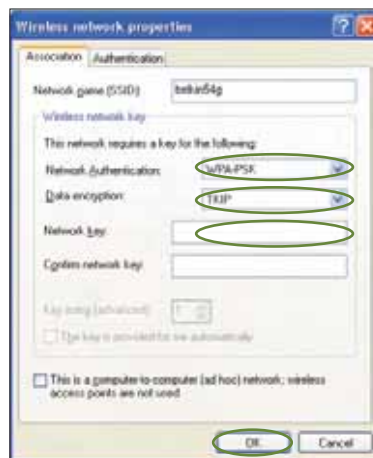 Wireless network properties
Association
Authentication
Network name (SSID):
belkin54g
Wireless network key
This network requires a key for the following:
Network Authentication:
WPA-PSK
Data encryption:
TKIP
Network key:
Confirm network key:
Key index (advanced):
1
The key is provided for me automatically
This is a computer-to-computer (ad hoc) network; wireless
access points are not used
OK
Cancel